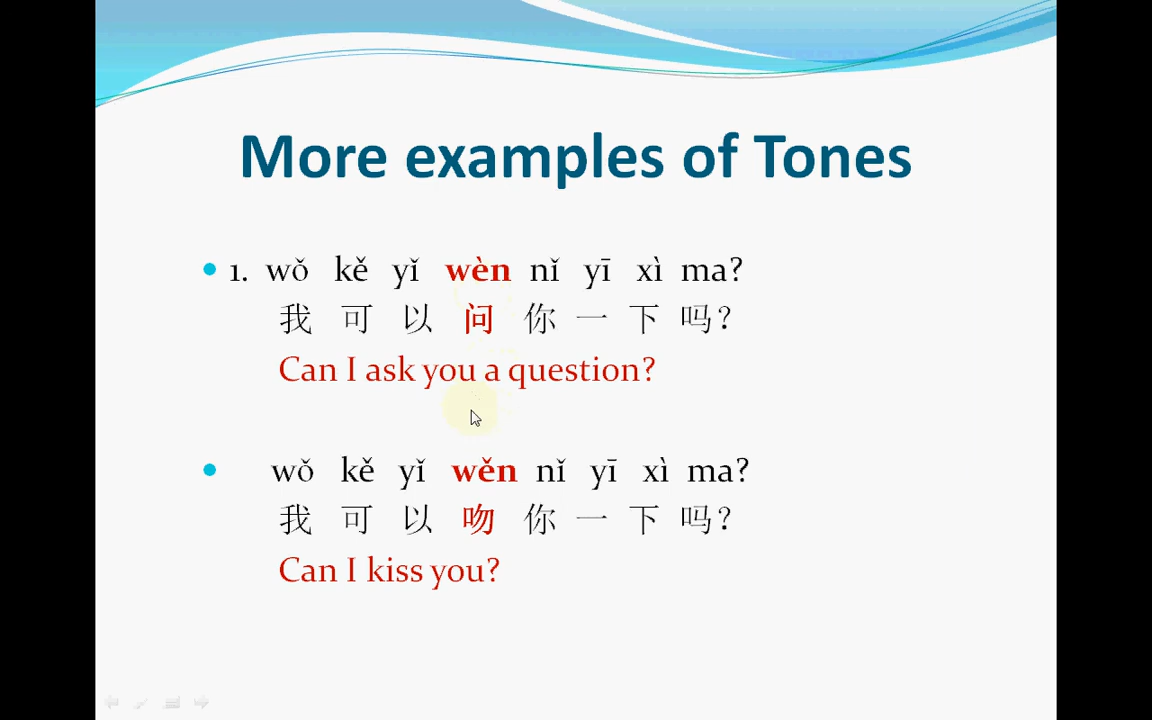 More examples of Tones
1. wǒ kě yǐ wèn nǐ yī xì ma?
我 可 以 问 你 一 下 吗?
Can I ask you a question?
wǒ kě yǐ wěn nǐ yī xì ma?
我 可 以 吻 你 一 下 吗?
Can I kiss you?